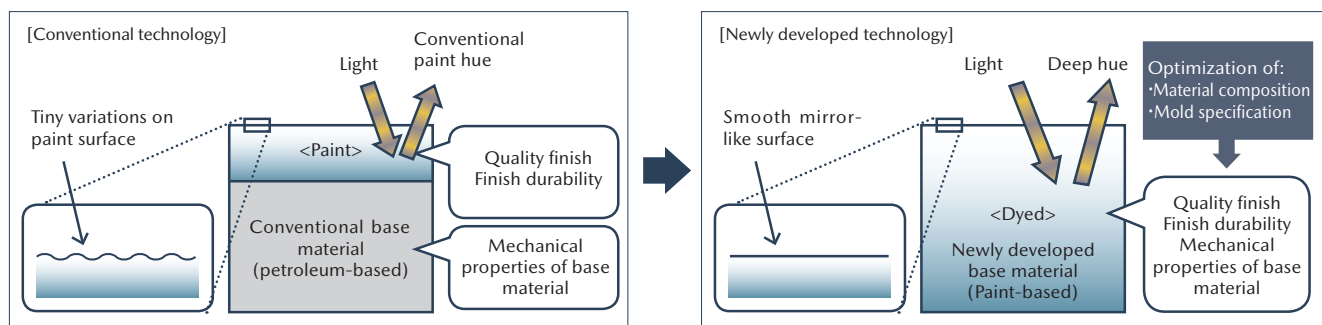 [Conventional technology]
Conventional
paint hue
Light
Tiny variations on
paint surface
<Paint>
Quality finish
Finish durability
Conventional base
material
(petroleum-based)
Mechanical
properties of base
material
[Newly developed technology]
Light
Deep hue
Optimization of:
・Material composition
・Mold specification
Smooth mirror-
like surface
<Dyed>
Newly developed
base material
(Paint-based)
Quality finish
Finish durability
Mechanical
properties of base
material